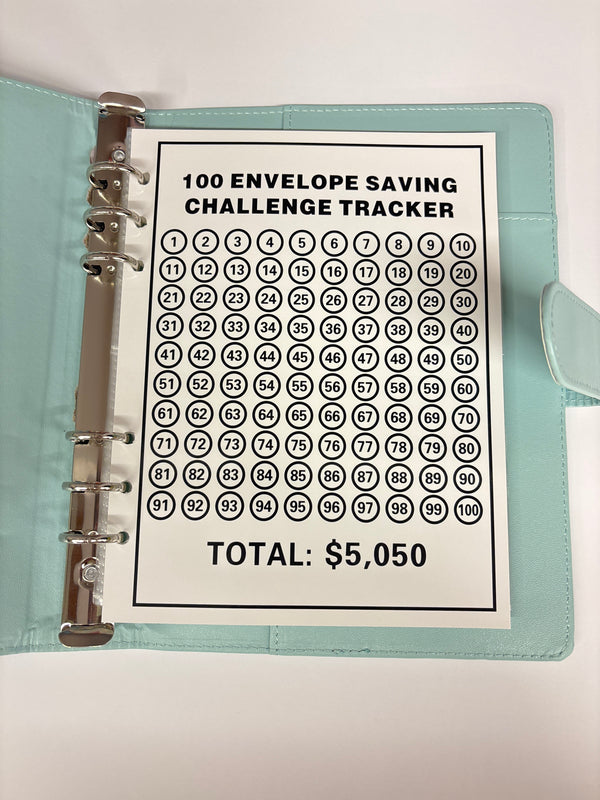 100 ENVELOPE SAVING
CHALLENGE TRACKER
1 2 3 4 5 6 7 8 9 10
11 12 13 14 15 16 17 18 19 20
21 22 23 24 25 26 27 28 29 30
31 32 33 34 35 36 37 38 39 40
41 42 43 44 45 46 47 48 49 50
51 52 53 54 55 56 57 58 59 60
61 62 63 64 65 66 67 68 69 70
71 72 73 74 75 76 77 78 79 80
81 82 83 84 85 86 87 88 89 90
91 92 93 94 95 96 97 98 99 100
TOTAL: $5,050